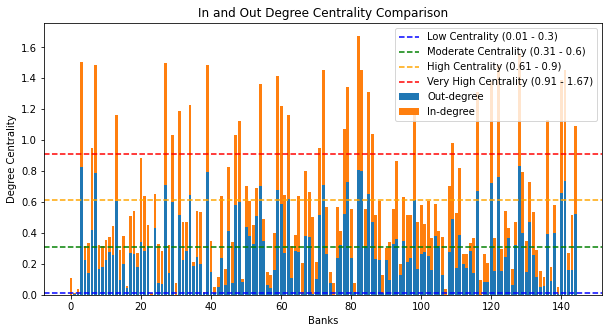 In and Out Degree Centrality Comparison
Low Centrality (0.01 - 0.3)
Moderate Centrality (0.31 - 0.6)
High Centrality (0.61 - 0.9)
Very High Centrality (0.91 - 1.67)
Out-degree
In-degree
Degree Centrality
1.6
1.4
1.2
1.0
0.8
0.6
0.4
0.2
0.0
0 20 40 60 80 100 120 140
Banks